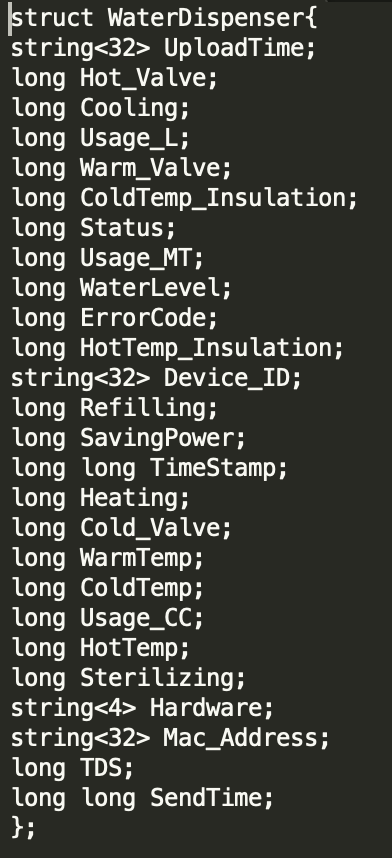 struct WaterDispenser{
string<32> UploadTime;
long Hot_Valve;
long Cooling;
long Usage_L;
long Warm_Valve;
long ColdTemp_Insulation;
long Status;
long Usage_MT;
long WaterLevel;
long ErrorCode;
long HotTemp_Insulation;
string<32> Device_ID;
long Refilling;
long SavingPower;
long long TimeStamp;
long Heating;
long Cold_Valve;
long WarmTemp;
long ColdTemp;
long Usage_CC;
long HotTemp;
long Sterilizing;
string<4> Hardware;
string<32> Mac_Address;
long TDS;
long long SendTime;
};